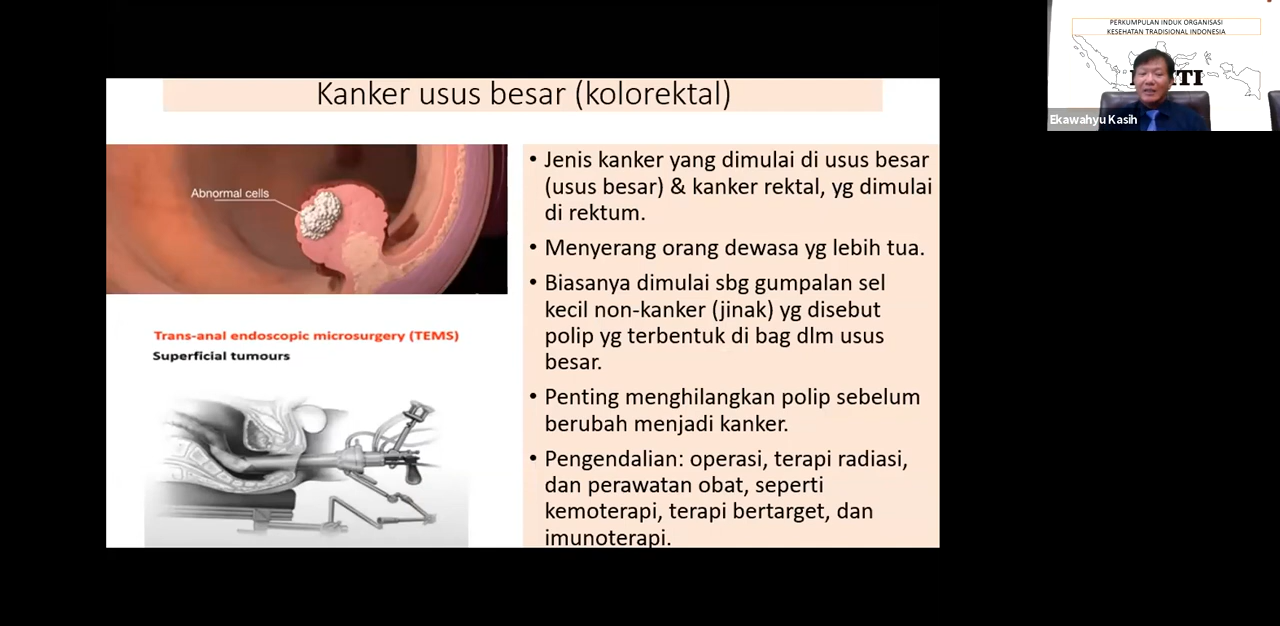 PERKUMPULAN INDUK ORGANISASI
KESEHATAN TRADISIONAL INDONESIA
Ekawahyu Kasih
Kanker usus besar (kolorektal)
Abnormal cells
Trans-anal endoscopic microsurgery (TEMS)
Superficial tumours
• Jenis kanker yang dimulai di usus besar
(usus besar) & kanker rektal, yg dimulai
di rektum.
• Menyerang orang dewasa yg lebih tua.
• Biasanya dimulai sbg gumpalan sel
kecil non-kanker (jinak) yg disebut
polip yg terbentuk di bag dlm usus
besar.
• Penting menghilangkan polip sebelum
berubah menjadi kanker.
• Pengendalian: operasi, terapi radiasi,
dan perawatan obat, seperti
kemoterapi, terapi bertarget, dan
imunoterapi.